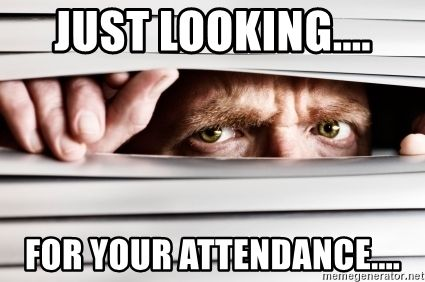 JUST LOOKING....
FOR YOUR ATTENDANCE....
memegenerator.net